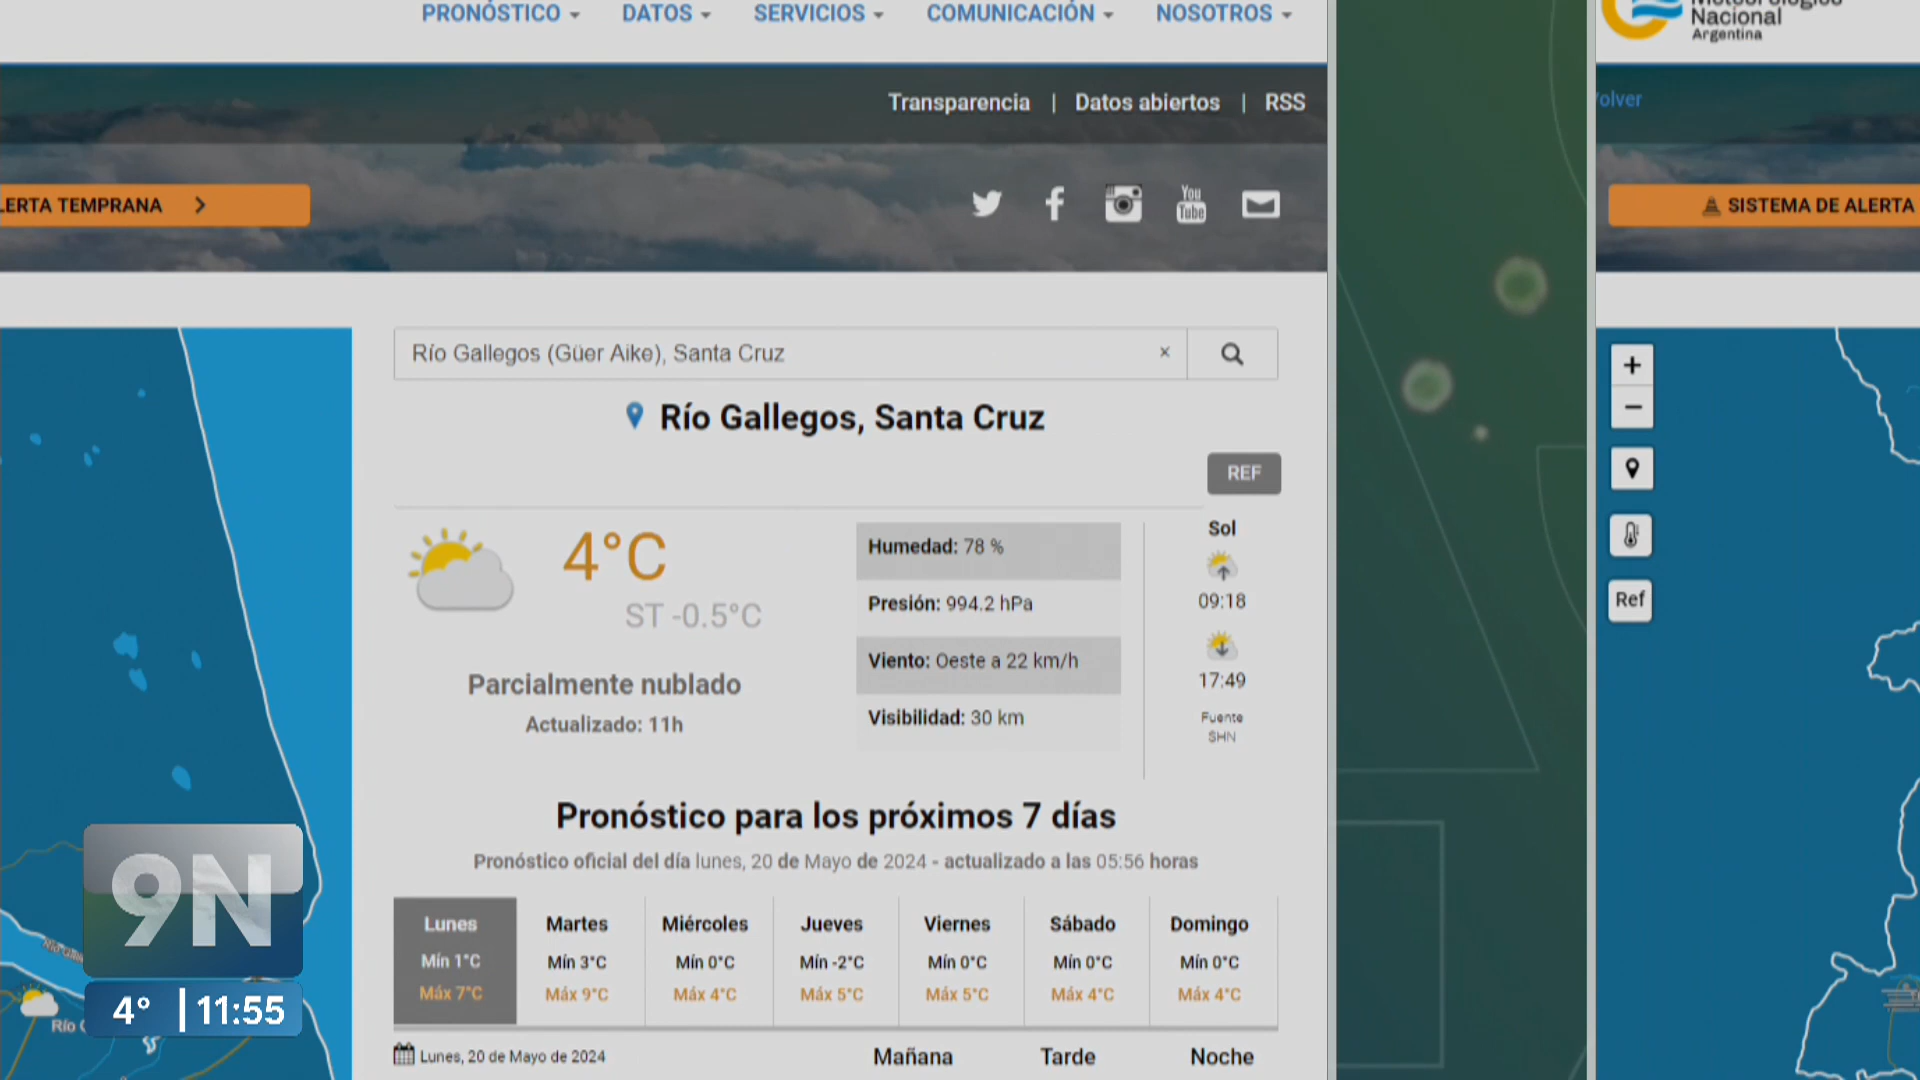 PRONÓSTICO DATOS SERVICIOS COMUNICACIÓN NOSOTROS
Nacional
Argentina
Transparencia | Datos abiertos | RSS
Volver
LERTA TEMPRANA
You
Tube
SISTEMA DE ALERTA
Río Gallegos (Güer Aike), Santa Cruz ×
+
Río Gallegos, Santa Cruz
−
REF
4°C
ST -0.5°C
Parcialmente nublado
Actualizado: 11h
Humedad: 78 %
Presión: 994.2 hPa
Viento: Oeste a 22 km/h
Visibilidad: 30 km
Sol
09:18
17:49
Fuente
SHN
Ref
Pronóstico para los próximos 7 días
Pronóstico oficial del día lunes, 20 de Mayo de 2024 - actualizado a las 05:56 horas
Lunes Martes Miércoles Jueves Viernes Sábado Domingo
Mín 1°C Mín 3°C Mín 0°C Mín -2°C Mín 0°C Mín 0°C Mín 0°C
Máx 7°C Máx 9°C Máx 4°C Máx 5°C Máx 5°C Máx 4°C Máx 4°C
Lunes, 20 de Mayo de 2024 Mañana Tarde Noche
9N
4° | 11:55
Río